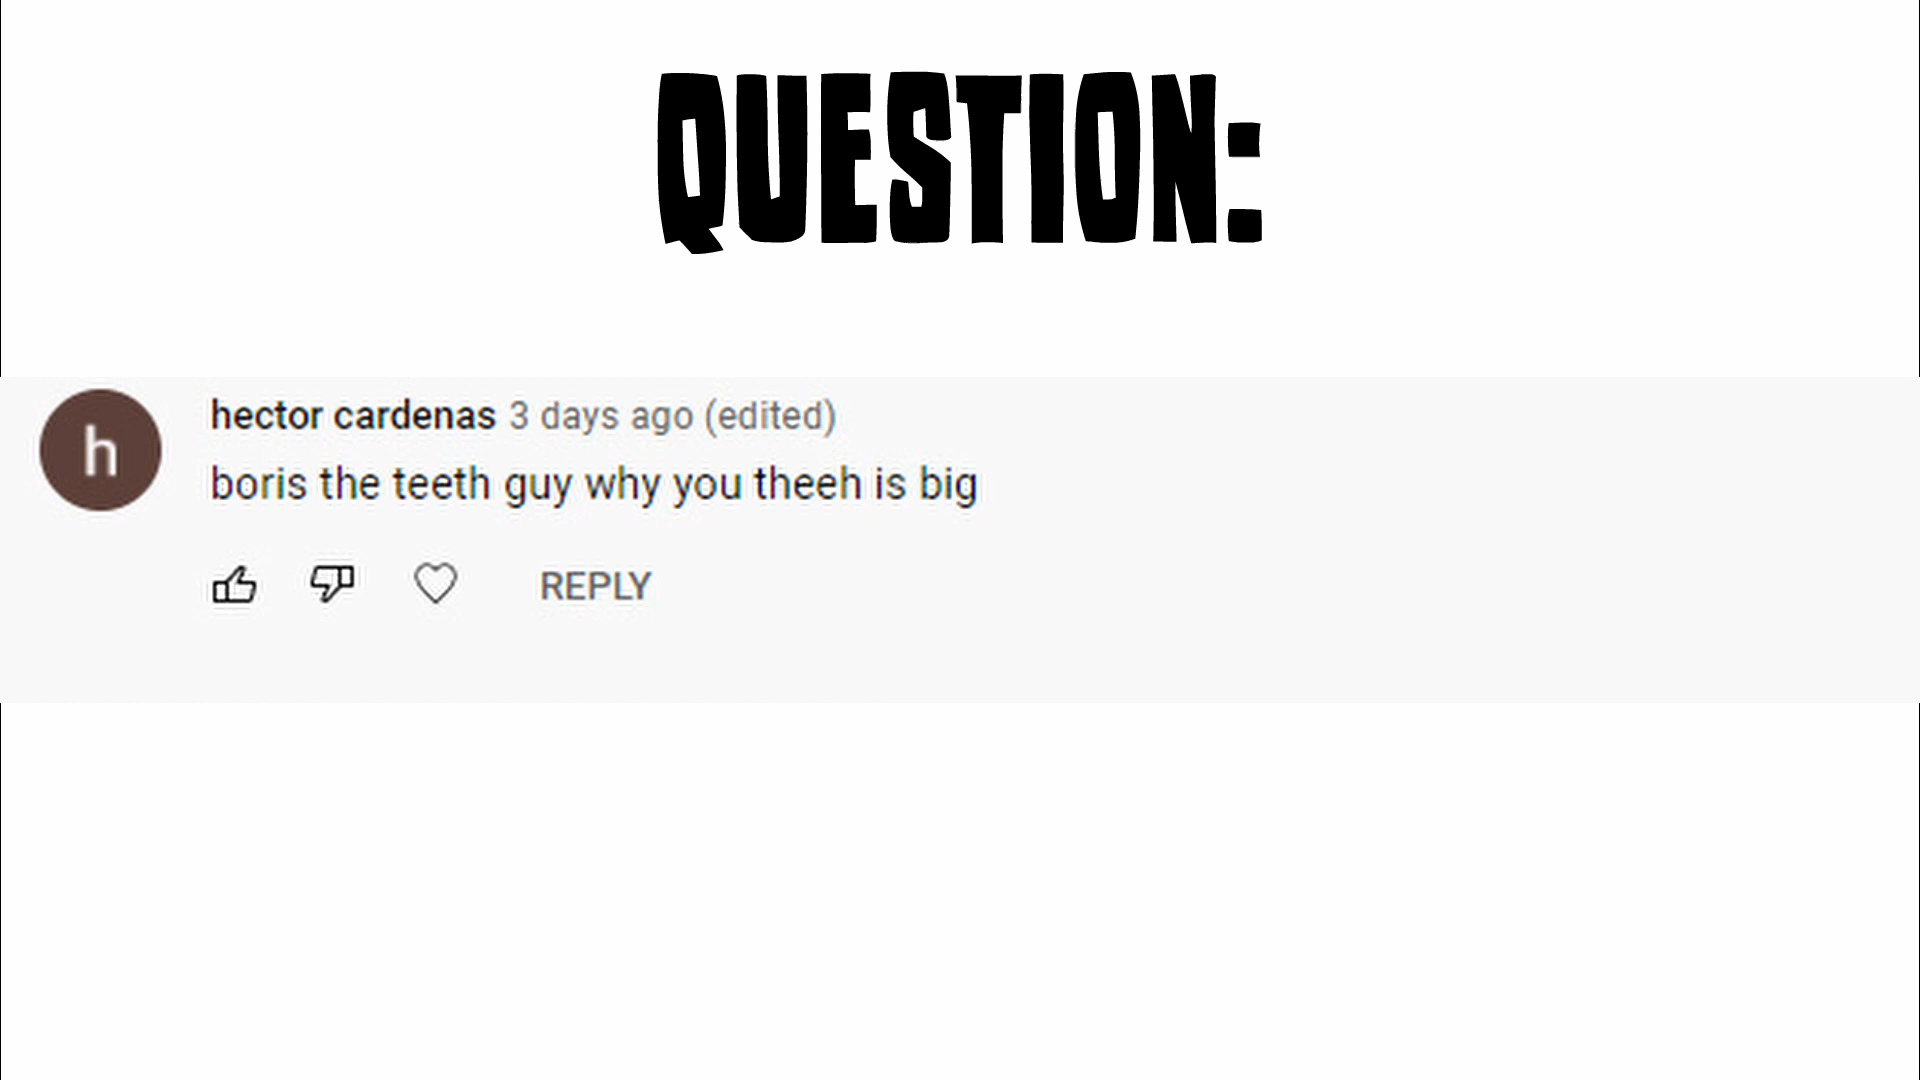 QUESTION:
h
hector cardenas 3 days ago (edited)
boris the teeth guy why you theeh is big
REPLY